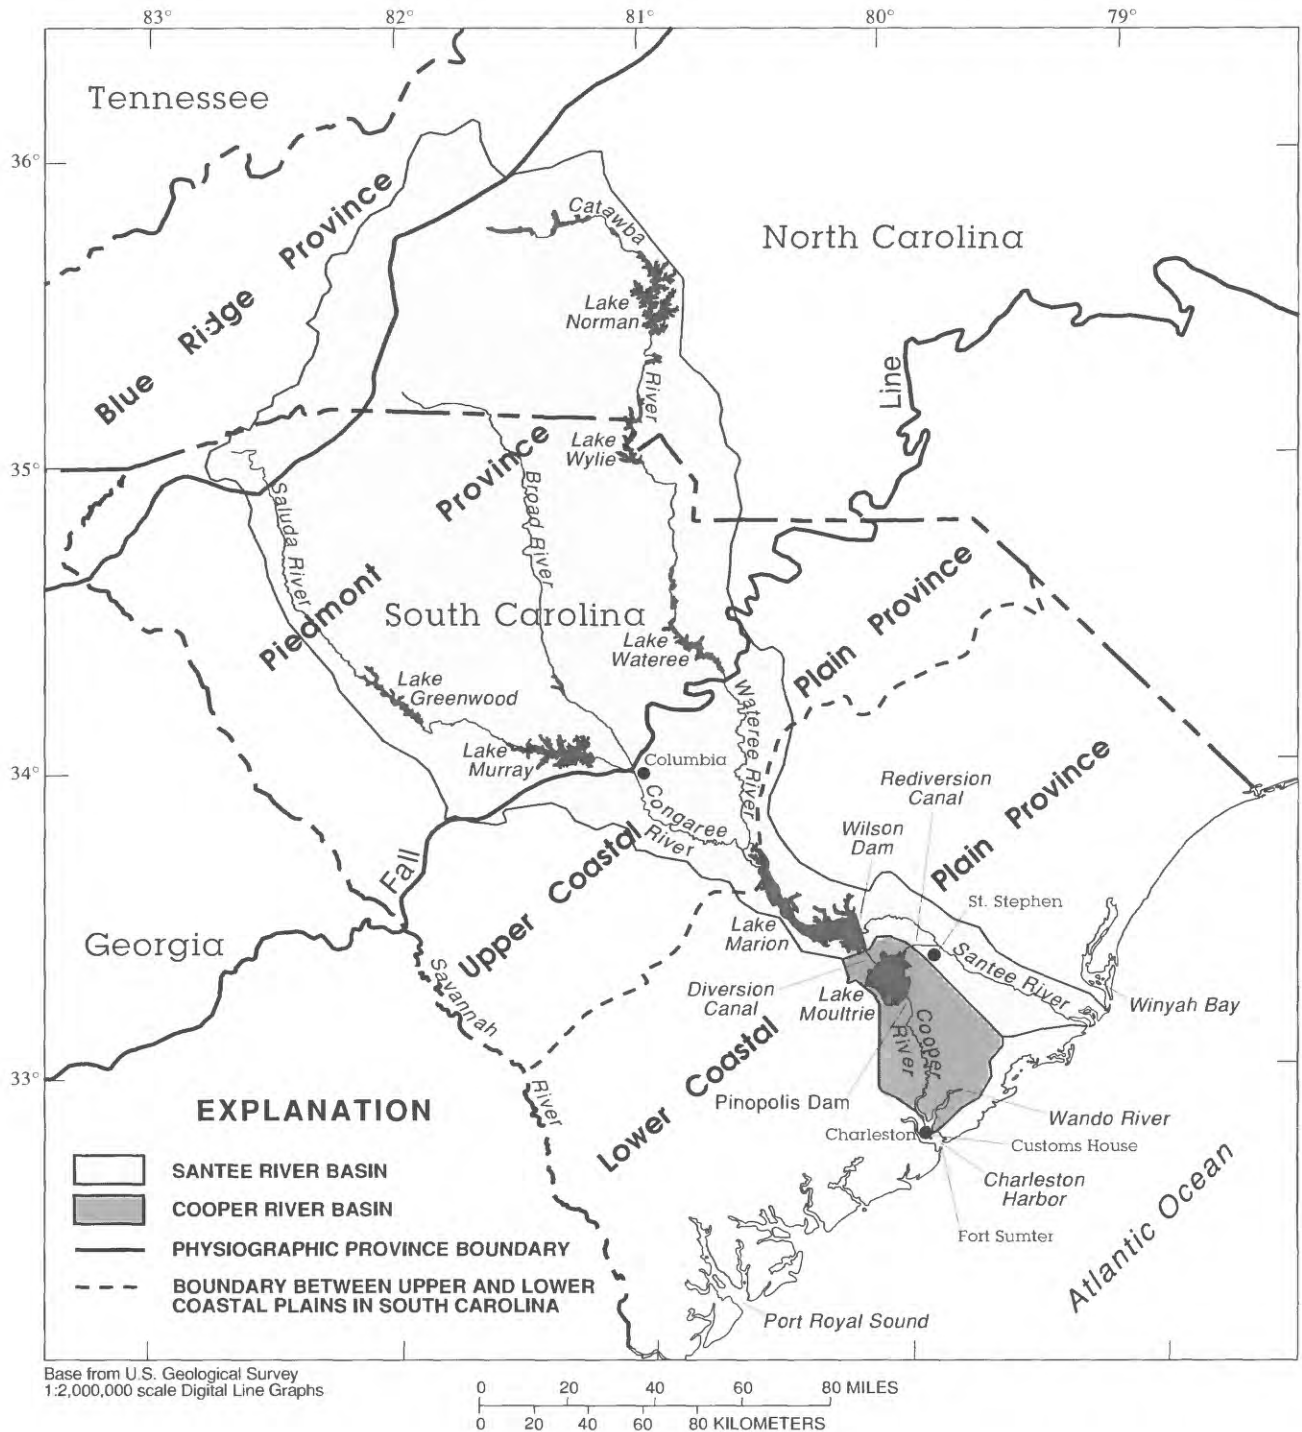 83°
82°
81°
80°
79°
Tennessee
36°
Blue Ridge Province
Catawba
North Carolina
Lake
Norman
River
Line
Lake
Wylie
35°
Piedmont Province
Saluda River
Broad River
Plain Province
South Carolina
Lake
Wateree
Lake
Greenwood
Wateree River
Lake
Murray
Columbia
34°
Rediversion
Canal
Congaree
River
Wilson
Dam
Plain Province
Fall
Upper Coastal
St. Stephen
Georgia
Lake
Marion
Santee River
Savannah
Diversion
Canal
Lake
Moultrie
Winyah Bay
Cooper
River
Lower Coastal
33°
River
Pinopolis Dam
Wando River
Charleston
Customs House
Charleston
Harbor
Fort Sumter
Atlantic Ocean
Port Royal Sound
EXPLANATION
SANTEE RIVER BASIN
COOPER RIVER BASIN
PHYSIOGRAPHIC PROVINCE BOUNDARY
BOUNDARY BETWEEN UPPER AND LOWER
COASTAL PLAINS IN SOUTH CAROLINA
Base from U.S. Geological Survey
1:2,000,000 scale Digital Line Graphs
0 20 40 60 80 MILES
0 20 40 60 80 KILOMETERS